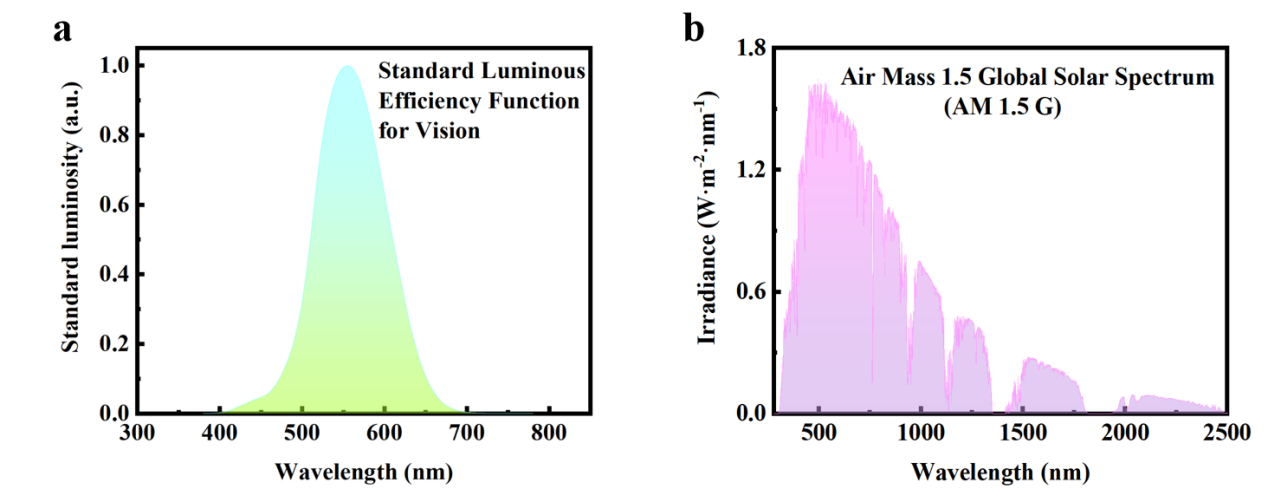 a
Standard Luminous
Efficiency Function
for Vision
Standard luminosity (a.u.)
1.0
0.8
0.6
0.4
0.2
0.0
300 400 500 600 700 800
Wavelength (nm)
b
Air Mass 1.5 Global Solar Spectrum
(AM 1.5 G)
Irradiance (W·m⁻²·nm⁻¹)
1.8
1.2
0.6
0.0
500 1000 1500 2000 2500
Wavelength (nm)